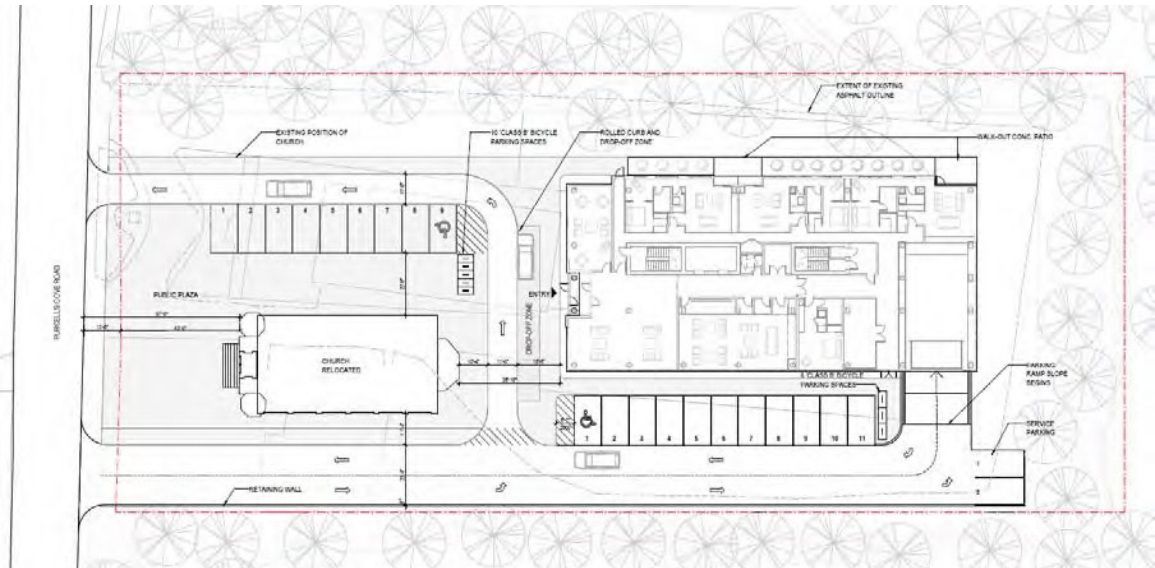 EXTENT OF EXISTING
ASPHALT OUTLINE
EXISTING POSITION OF
CHURCH
10 'CLASS B' BICYCLE
PARKING SPACES
ROLLED CURB AND
DROP-OFF ZONE
WALK-OUT CONC. PATIO
1 2 3 4 5 6 7 8 9
PURCELL'S COVE ROAD
PUBLIC PLAZA
ENTRY
DROP-OFF ZONE
CHURCH
RELOCATED
PARKING
RAMP SLOPE
BEGINS
'CLASS B' BICYCLE
PARKING SPACES
SERVICE
PARKING
1 2 3 4 5 6 7 8 9 10 11
1
2
RETAINING WALL